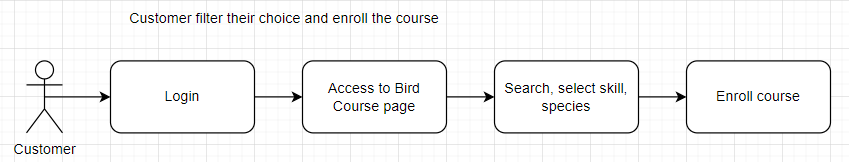 Customer filter their choice and enroll the course
Login
Access to Bird
Course page
Search, select skill,
species
Enroll course
Customer